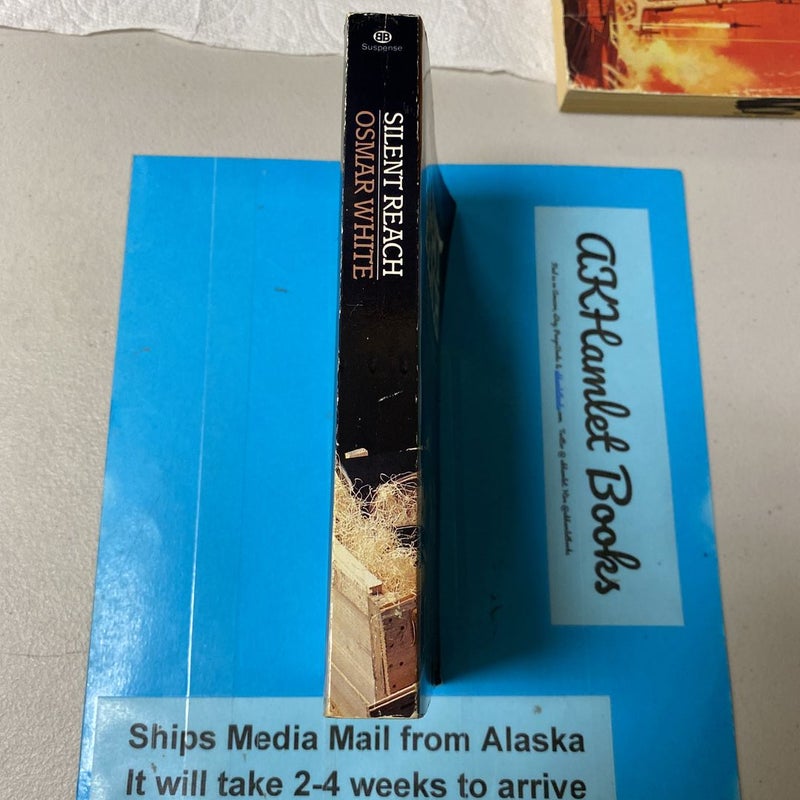 BB
Suspense
SILENT REACH
OSMAR WHITE
AKHamlet Books
Ships Media Mail from Alaska
It will take 2-4 weeks to arrive